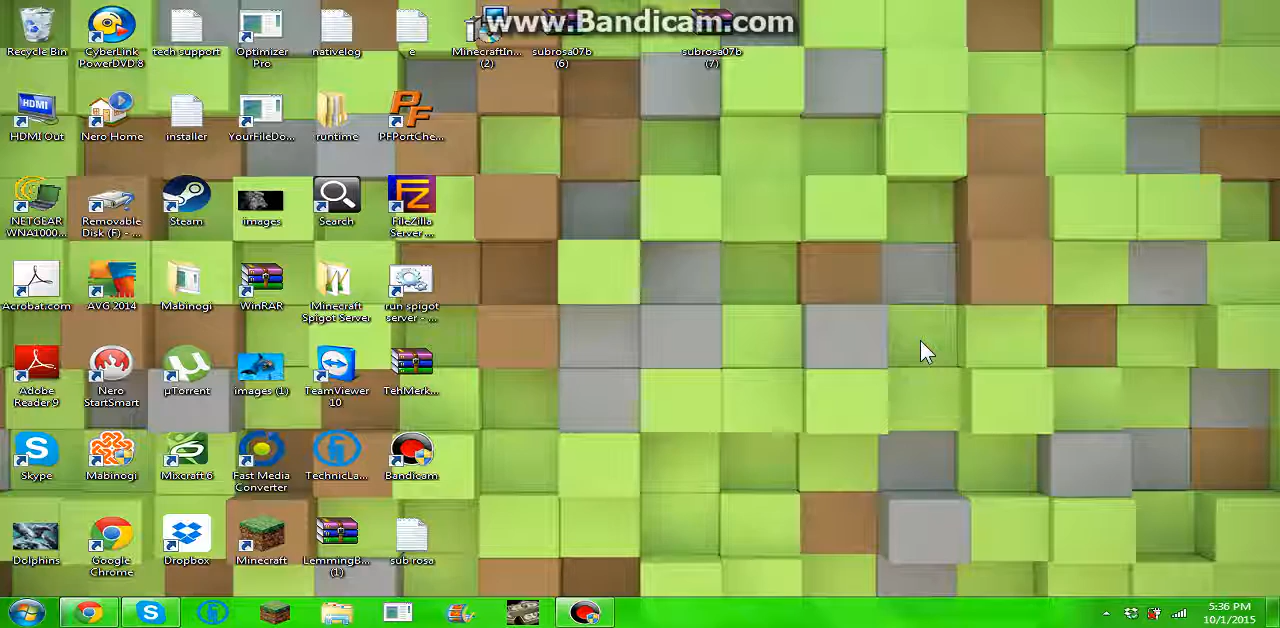 www.Bandicam.com
Recycle Bin
CyberLink
PowerDVD 8
tech support
Optimizer
Pro
nativelog
e
MinecraftIn...
(2)
subrosa07b
(6)
subrosa07b
(7)
HDMI
HDMI Out
Nero Home
installer
YourFileDo...
runtime
PF
PFPortChe...
NETGEAR
WNA1000...
Removable
Disk (F) - ...
Steam
images
Search
FZ
FileZilla
Server ...
Acrobat.com
AVG 2014
Mabinogi
WinRAR
Minecraft
Spigot Server
run spigot
server - ...
Adobe
Reader 9
Nero
StartSmart
µTorrent
images (1)
TeamViewer
10
TehMerk...
Skype
Mabinogi
Mixcraft 6
Fast Media
Converter
TechnicLa...
Bandicam
Dolphins
Google
Chrome
Dropbox
Minecraft
LemmingB...
(1)
sub rosa
5:36 PM
10/1/2015